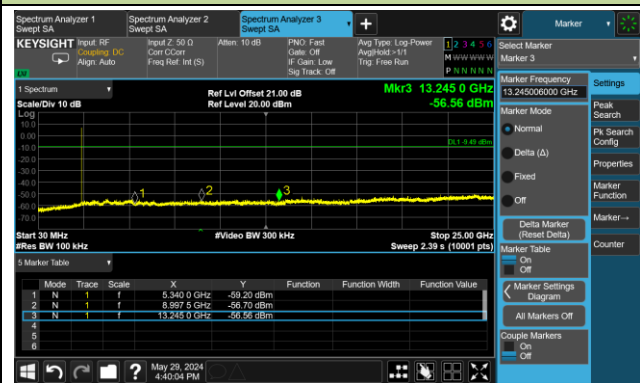 Spectrum Analyzer 1
Swept SA
Spectrum Analyzer 2
Swept SA
Spectrum Analyzer 3
Swept SA
Marker
KEYSIGHT
Input: RF
Coupling: DC
Align: Auto
Input Z: 50 Ω
Corr CCorr
Freq Ref: Int (S)
Atten: 10 dB
PNO: Fast
Gate: Off
IF Gain: Low
Sig Track: Off
Avg Type: Log-Power
Avg|Hold:>1/1
Trig: Free Run
1 2 3 4 5 6
M W W W W W
P N N N N N
LW
1 Spectrum
Scale/Div 10 dB
Ref Lvl Offset 21.00 dB
Ref Level 20.00 dBm
Mkr3 13.245 0 GHz
-56.56 dBm
Log
10.0
0.00
-10.0
-20.0
-30.0
-40.0
-50.0
-60.0
-70.0
DL1 -9.49 dBm
1
2
3
Start 30 MHz
#Video BW 300 kHz
Stop 25.00 GHz
#Res BW 100 kHz
Sweep 2.39 s (10001 pts)
5 Marker Table
Mode Trace Scale X Y Function Function Width Function Value
1 N 1 f 5.340 0 GHz -59.20 dBm
2 N 1 f 8.997 5 GHz -56.70 dBm
3 N 1 f 13.245 0 GHz -56.56 dBm
4
5
6
Select Marker
Marker 3
Marker Frequency
13.245006000 GHz
Marker Mode
Normal
Delta (Δ)
Fixed
Off
Delta Marker
(Reset Delta)
Marker Table
On
Off
Marker Settings
Diagram
All Markers Off
Couple Markers
On
Off
Settings
Peak
Search
Pk Search
Config
Properties
Marker
Function
Marker→
Counter
?
May 29, 2024
4:40:04 PM